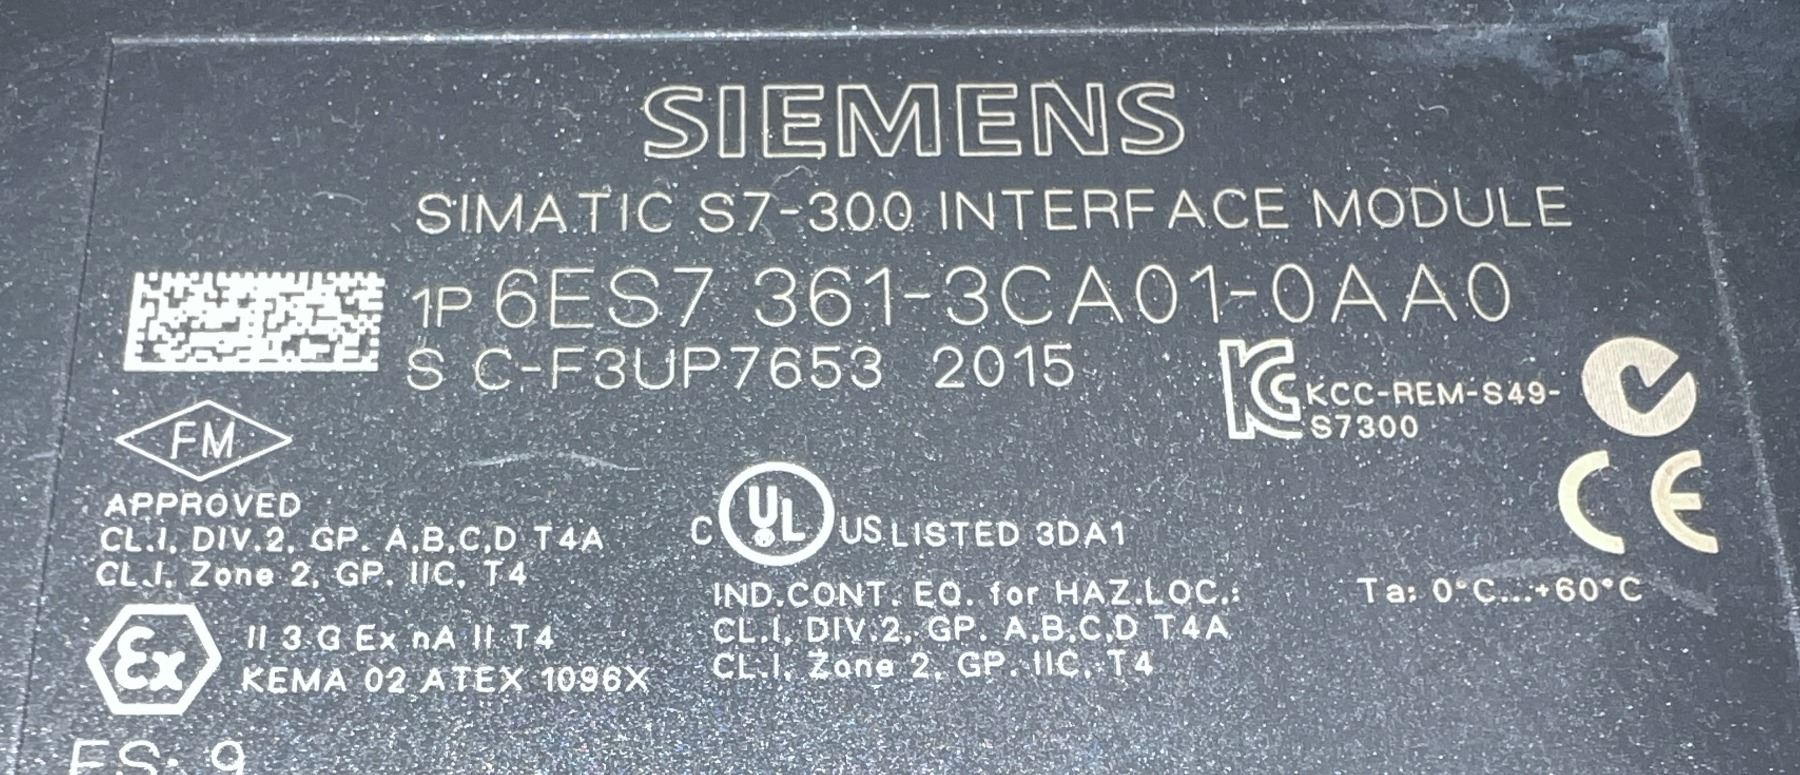 SIEMENS
SIMATIC S7-300 INTERFACE MODULE
1P 6ES7 361-3CA01-0AA0
S C-F3UP7653 2015
KCC-REM-S49-
S7300
FM
APPROVED
CL.I, DIV.2, GP. A,B,C,D T4A
CL.I, Zone 2, GP. IIC, T4
C UL US LISTED 3DA1
IND.CONT. EQ. for HAZ.LOC.:
CL.I, DIV.2, GP. A,B,C,D T4A
CL.I, Zone 2, GP. IIC, T4
CE
Ta: 0°C...+60°C
Ex
II 3 G Ex nA II T4
KEMA 02 ATEX 1096X
FS: 9